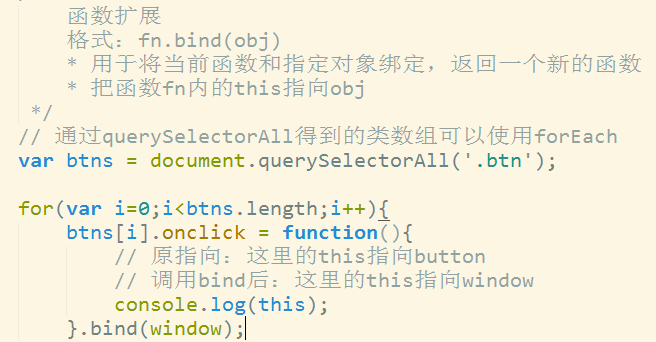 函数扩展
格式：fn.bind(obj)
* 用于将当前函数和指定对象绑定，返回一个新的函数
* 把函数fn内的this指向obj
*/
// 通过querySelectorAll得到的类数组可以使用forEach
var btns = document.querySelectorAll('.btn');
for(var i=0;i<btns.length;i++){
btns[i].onclick = function(){
// 原指向：这里的this指向button
// 调用bind后：这里的this指向window
console.log(this);
}.bind(window);